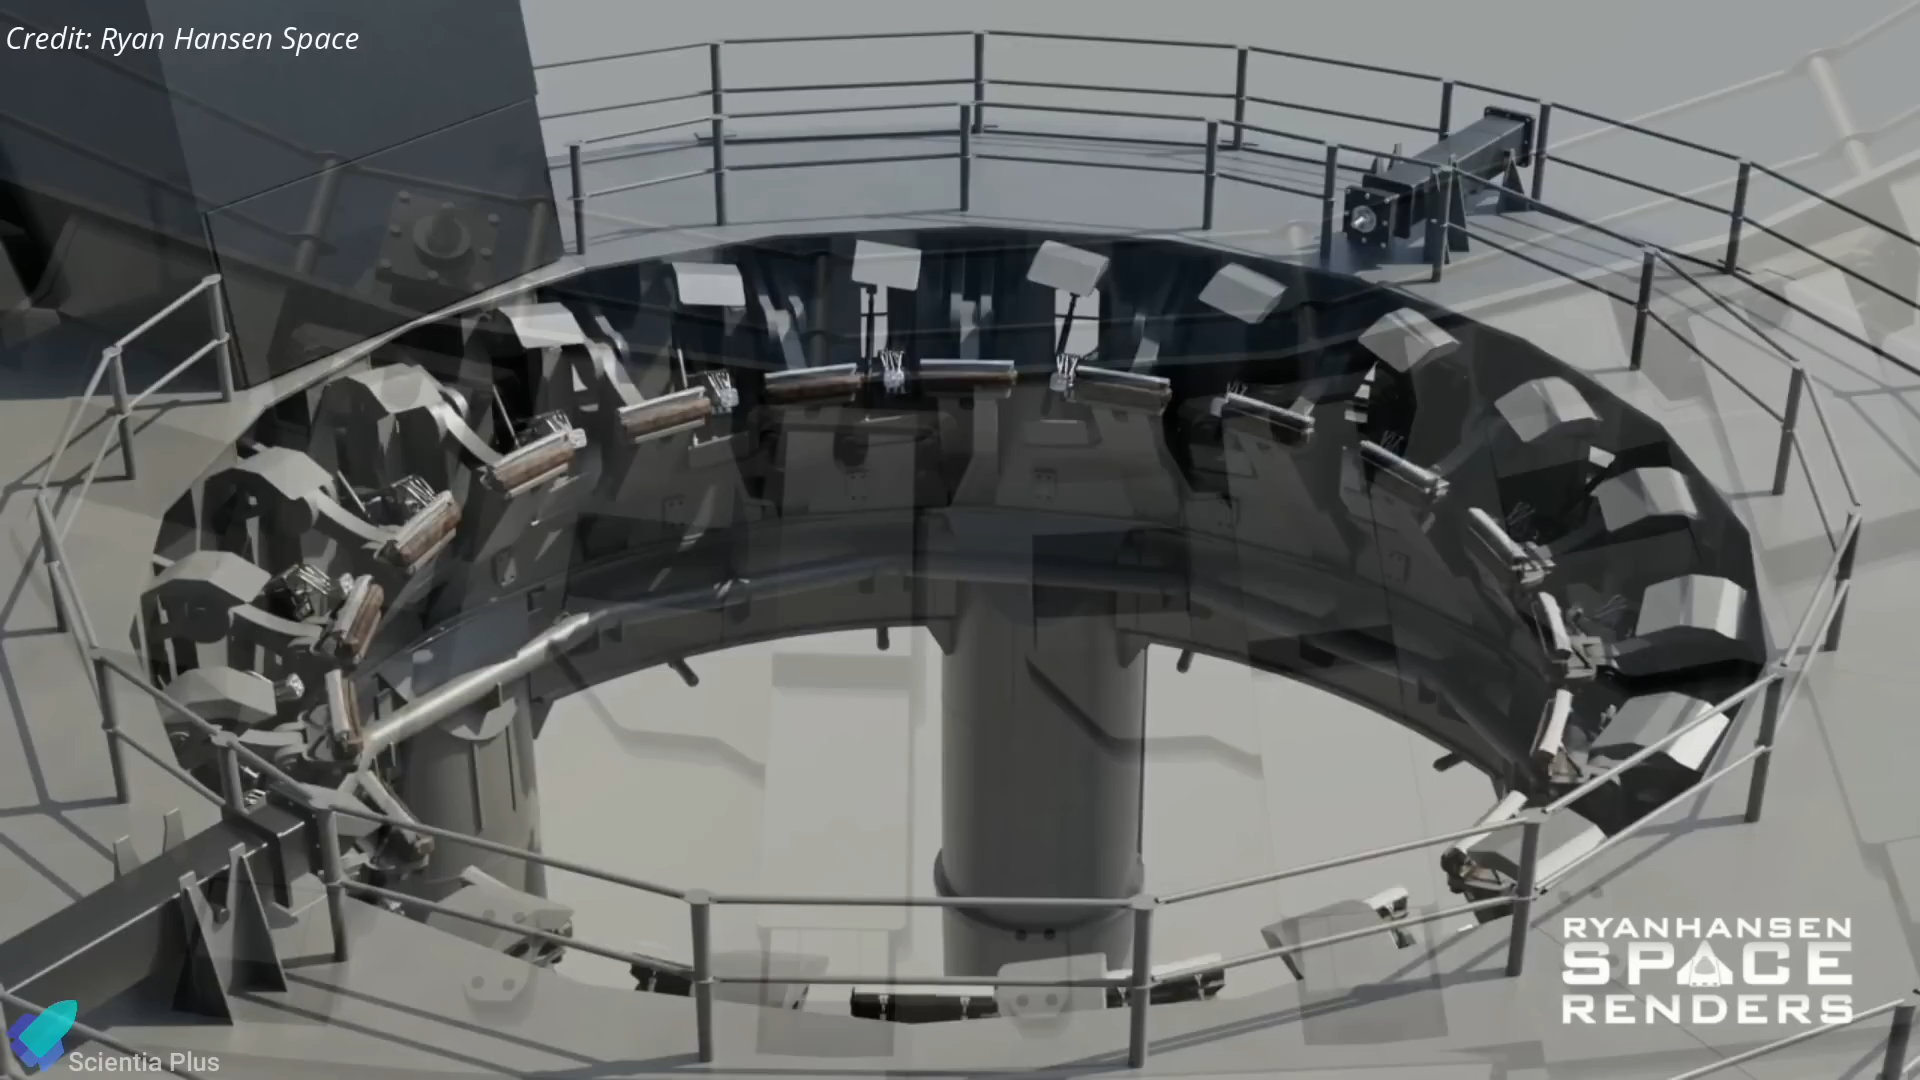 Credit: Ryan Hansen Space
RYANHANSEN
SPACE
RENDERS
Scientia Plus